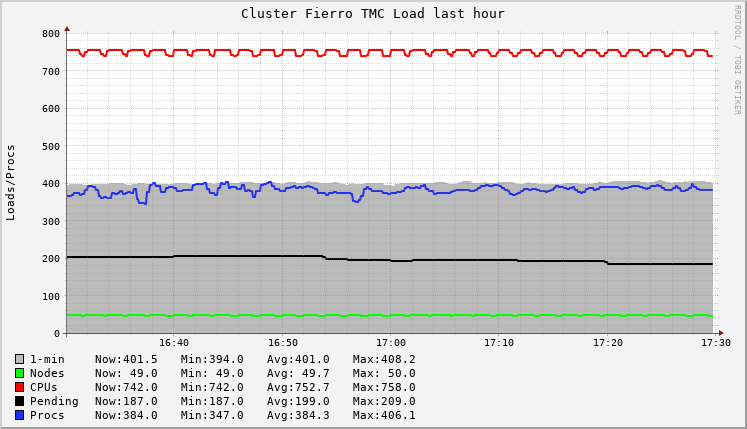 Cluster Fierro TMC Load last hour
RRDTOOL / TOBI OETIKER
Loads/Procs
800
700
600
500
400
300
200
100
0
16:40 16:50 17:00 17:10 17:20 17:30
1-min Now:401.5 Min:394.0 Avg:401.0 Max:408.2
Nodes Now: 49.0 Min: 49.0 Avg: 49.7 Max: 50.0
CPUs Now:742.0 Min:742.0 Avg:752.7 Max:758.0
Pending Now:187.0 Min:187.0 Avg:199.0 Max:209.0
Procs Now:384.0 Min:347.0 Avg:384.3 Max:406.1